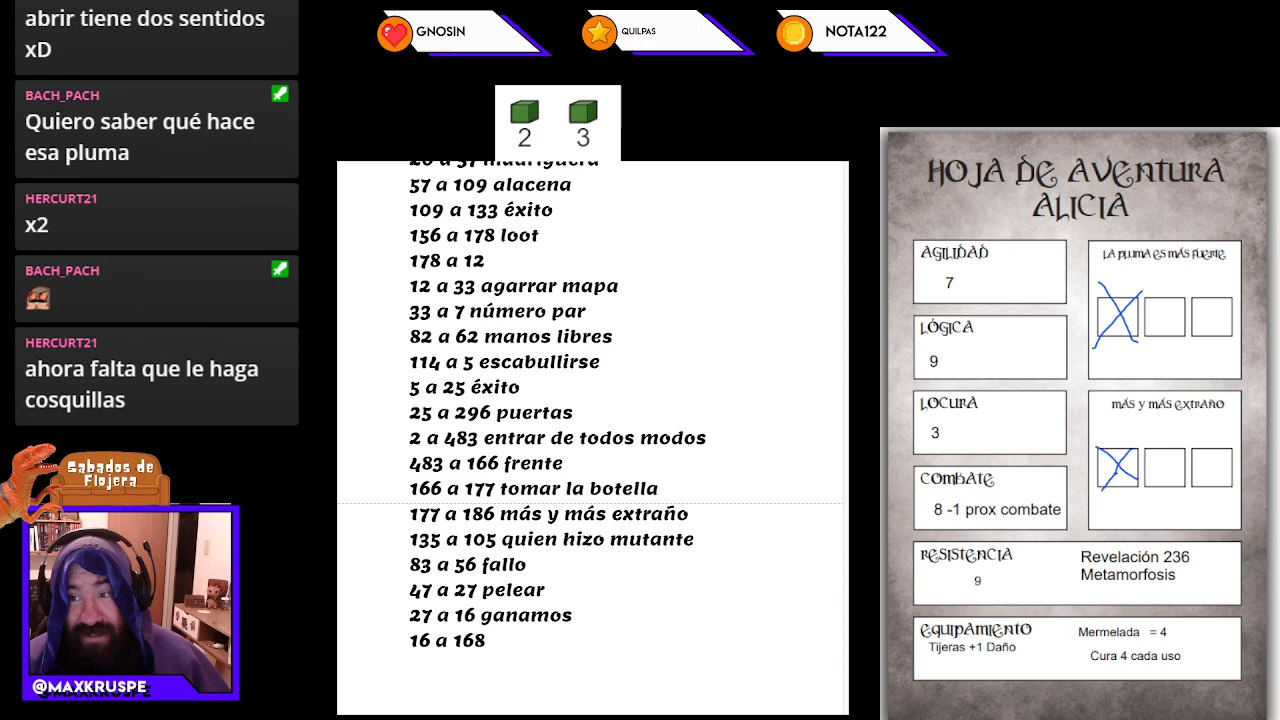 abrir tiene dos sentidos
xD
BACH_PACH
Quiero saber qué hace
esa pluma
HERCURT21
x2
BACH_PACH
HERCURT21
ahora falta que le haga
cosquillas
Sabados de
Flojera
@MAXKRUSPE
GNOSIN
QUILPAS
NOTA122
2 3
57 a 109 alacena
109 a 133 éxito
156 a 178 loot
178 a 12
12 a 33 agarrar mapa
33 a 7 número par
82 a 62 manos libres
114 a 5 escabullirse
5 a 25 éxito
25 a 296 puertas
2 a 483 entrar de todos modos
483 a 166 frente
166 a 177 tomar la botella
177 a 186 más y más extraño
135 a 105 quien hizo mutante
83 a 56 fallo
47 a 27 pelear
27 a 16 ganamos
16 a 168
HOJA DE AVENTURA
ALICIA
AGILIDAD
7
LÓGICA
9
LOCURA
3
COMBATE
8 -1 prox combate
LA PLUMA ES MÁS FUERTE
MÁS Y MÁS EXTRAÑO
RESISTENCIA
9
Revelación 236
Metamorfosis
EQUIPAMIENTO
Tijeras +1 Daño
Mermelada = 4
Cura 4 cada uso